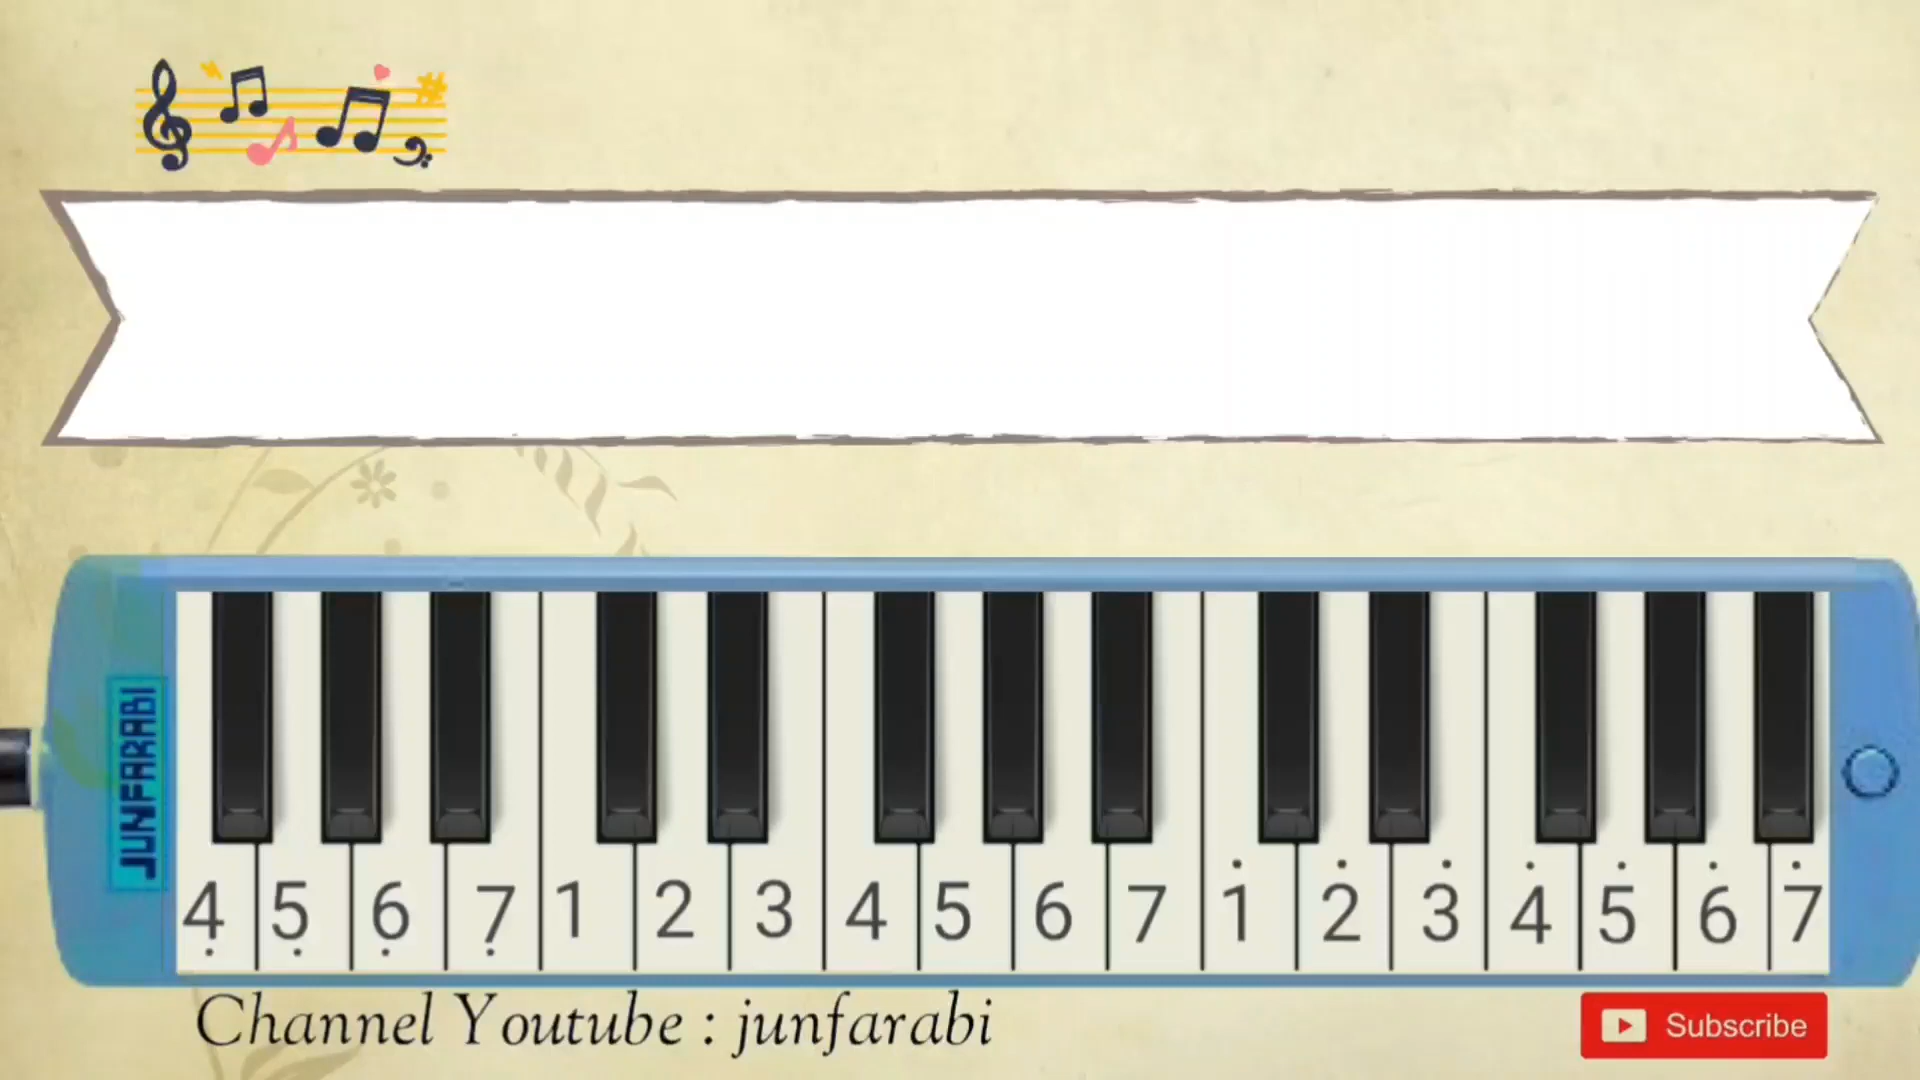 JUNFARABI
4̣ 5̣ 6̣ 7̣ 1 2 3 4 5 6 7 1̇ 2̇ 3̇ 4̇ 5̇ 6̇ 7̇
Channel Youtube : junfarabi
Subscribe